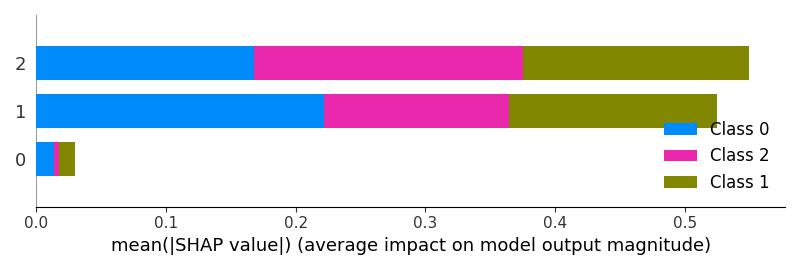 2
1
0
Class 0
Class 2
Class 1
0.0 0.1 0.2 0.3 0.4 0.5
mean(|SHAP value|) (average impact on model output magnitude)